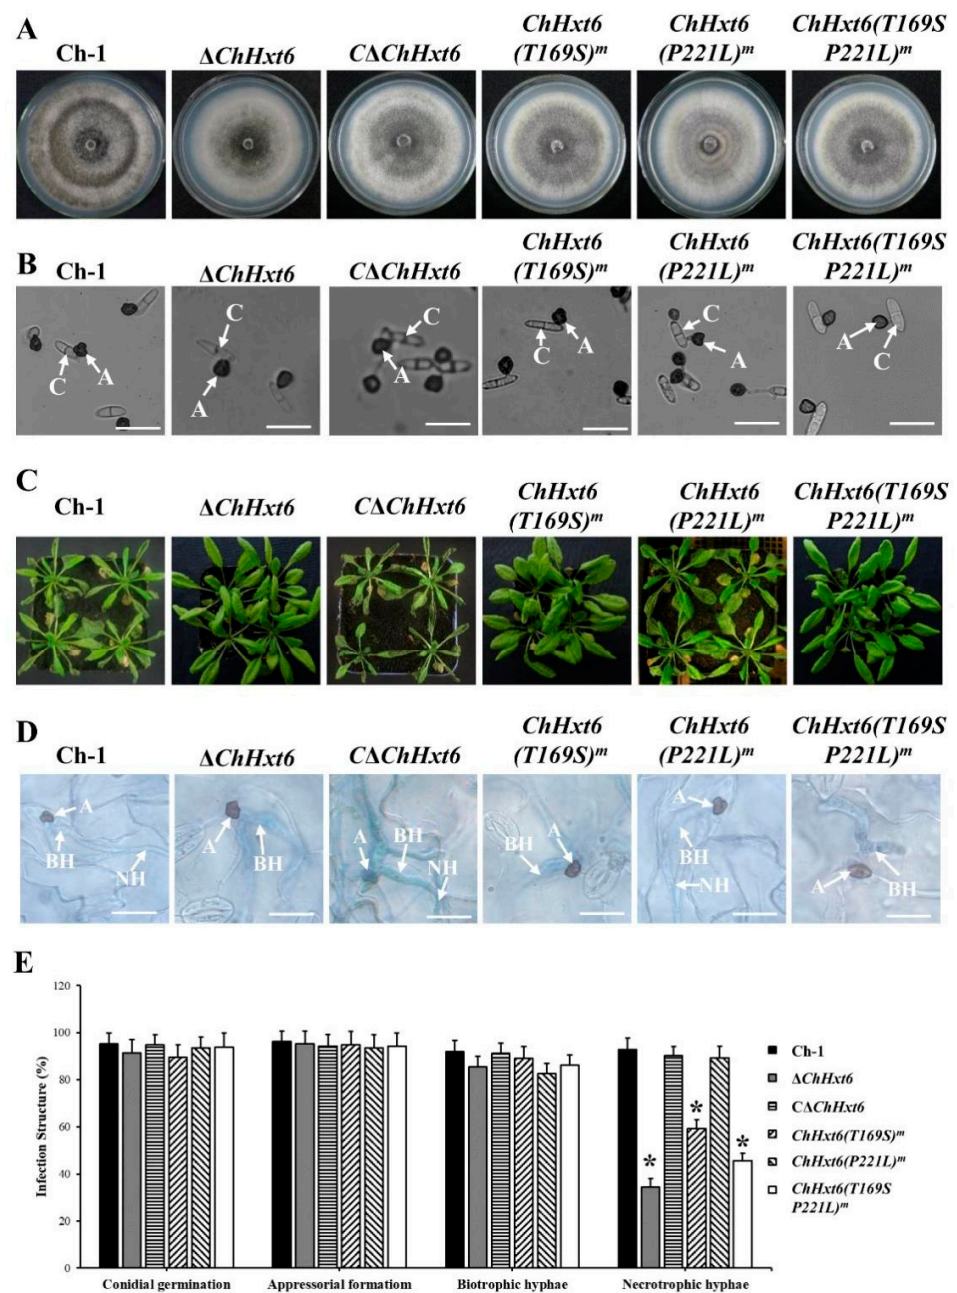 A
Ch-1
ΔChHxt6
CΔChHxt6
ChHxt6
(T169S)m
ChHxt6
(P221L)m
ChHxt6(T169S
P221L)m
B
Ch-1
ΔChHxt6
CΔChHxt6
ChHxt6
(T169S)m
ChHxt6
(P221L)m
ChHxt6(T169S
P221L)m
C
A
C
A
C
A
C
A
C
A
A
C
C
Ch-1
ΔChHxt6
CΔChHxt6
ChHxt6
(T169S)m
ChHxt6
(P221L)m
ChHxt6(T169S
P221L)m
D
Ch-1
ΔChHxt6
CΔChHxt6
ChHxt6
(T169S)m
ChHxt6
(P221L)m
ChHxt6(T169S
P221L)m
A
BH
NH
A
BH
A
BH
NH
BH
A
A
BH
NH
A
BH
E
Infection Structure (%)
120
100
80
60
40
20
0
*
*
*
Conidial germination
Appressorial formatiom
Biotrophic hyphae
Necrotrophic hyphae
Ch-1
ΔChHxt6
CΔChHxt6
ChHxt6(T169S)m
ChHxt6(P221L)m
ChHxt6(T169S
P221L)m